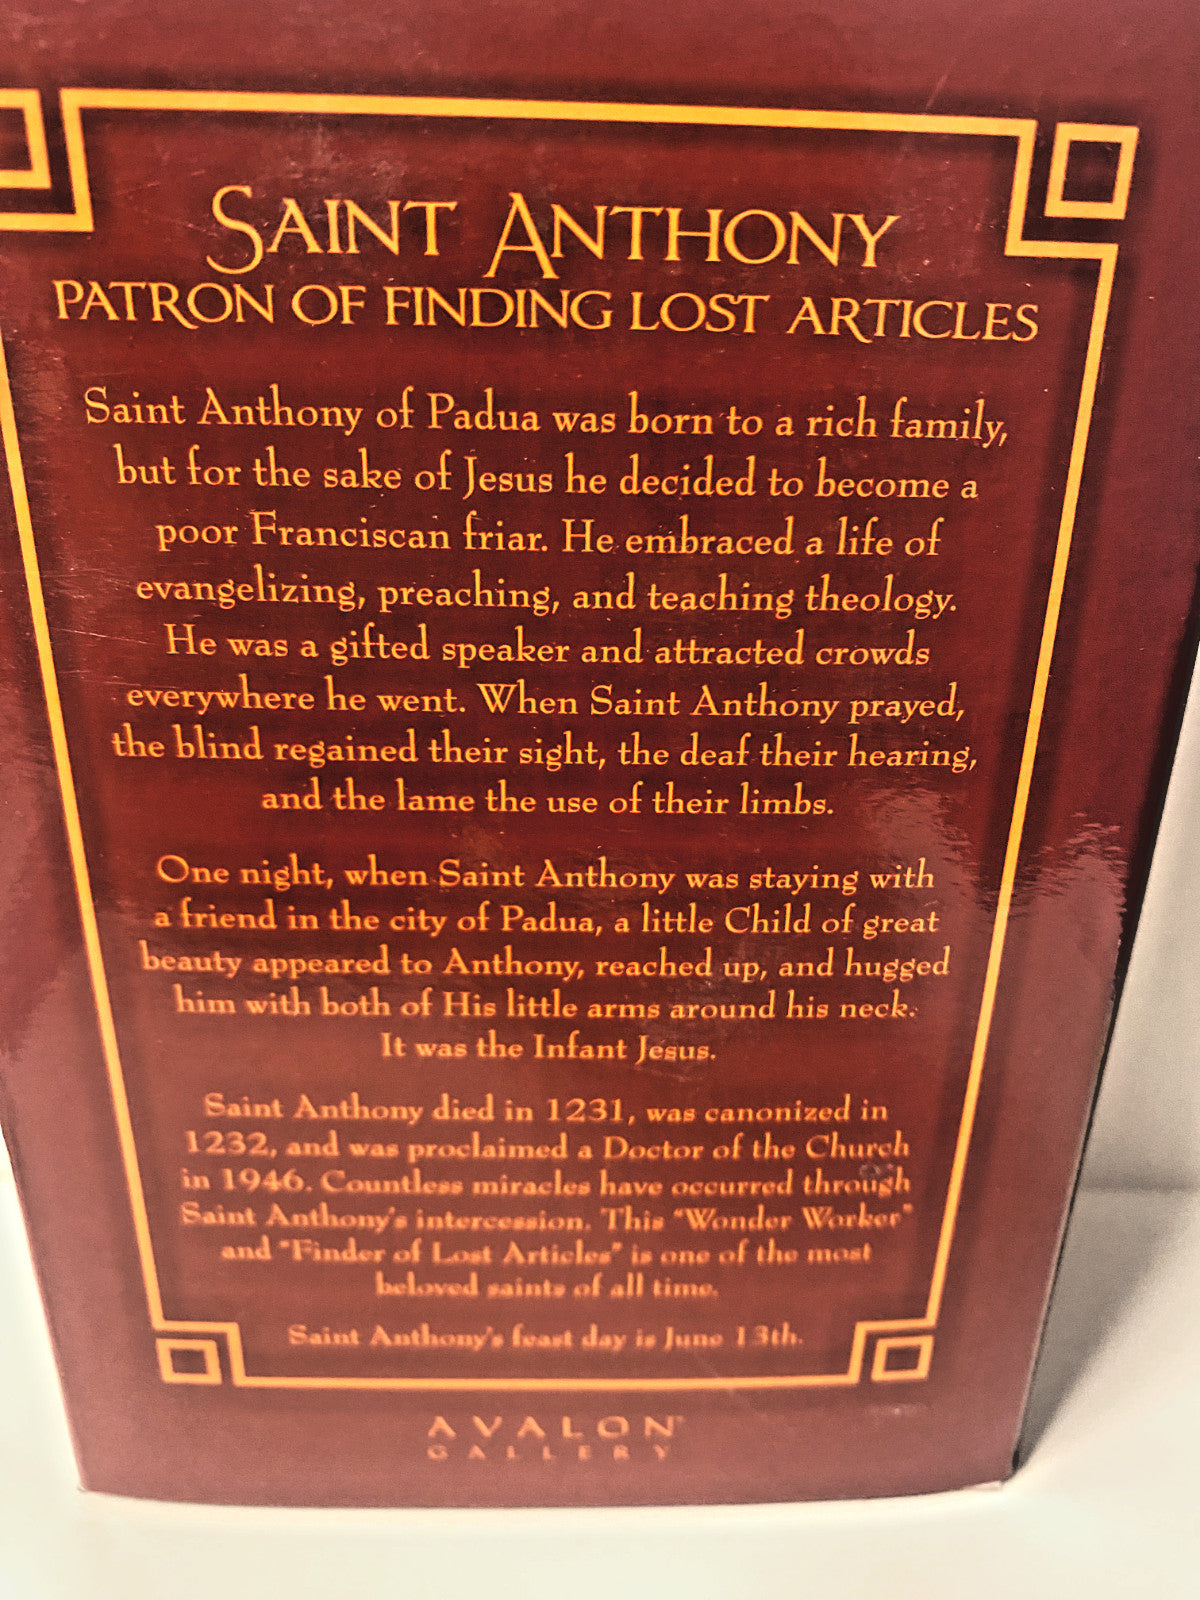 SAINT ANTHONY
PATRON OF FINDING LOST ARTICLES
Saint Anthony of Padua was born to a rich family,
but for the sake of Jesus he decided to become a
poor Franciscan friar. He embraced a life of
evangelizing, preaching, and teaching theology.
He was a gifted speaker and attracted crowds
everywhere he went. When Saint Anthony prayed,
the blind regained their sight, the deaf their hearing,
and the lame the use of their limbs.
One night, when Saint Anthony was staying with
a friend in the city of Padua, a little Child of great
beauty appeared to Anthony, reached up, and hugged
him with both of His little arms around his neck.
It was the Infant Jesus.
Saint Anthony died in 1231, was canonized in
1232, and was proclaimed a Doctor of the Church
in 1946. Countless miracles have occurred through
Saint Anthony's intercession. This "Wonder Worker"
and "Finder of Lost Articles" is one of the most
beloved saints of all time.
Saint Anthony's feast day is June 13th.
AVALON
GALLERY